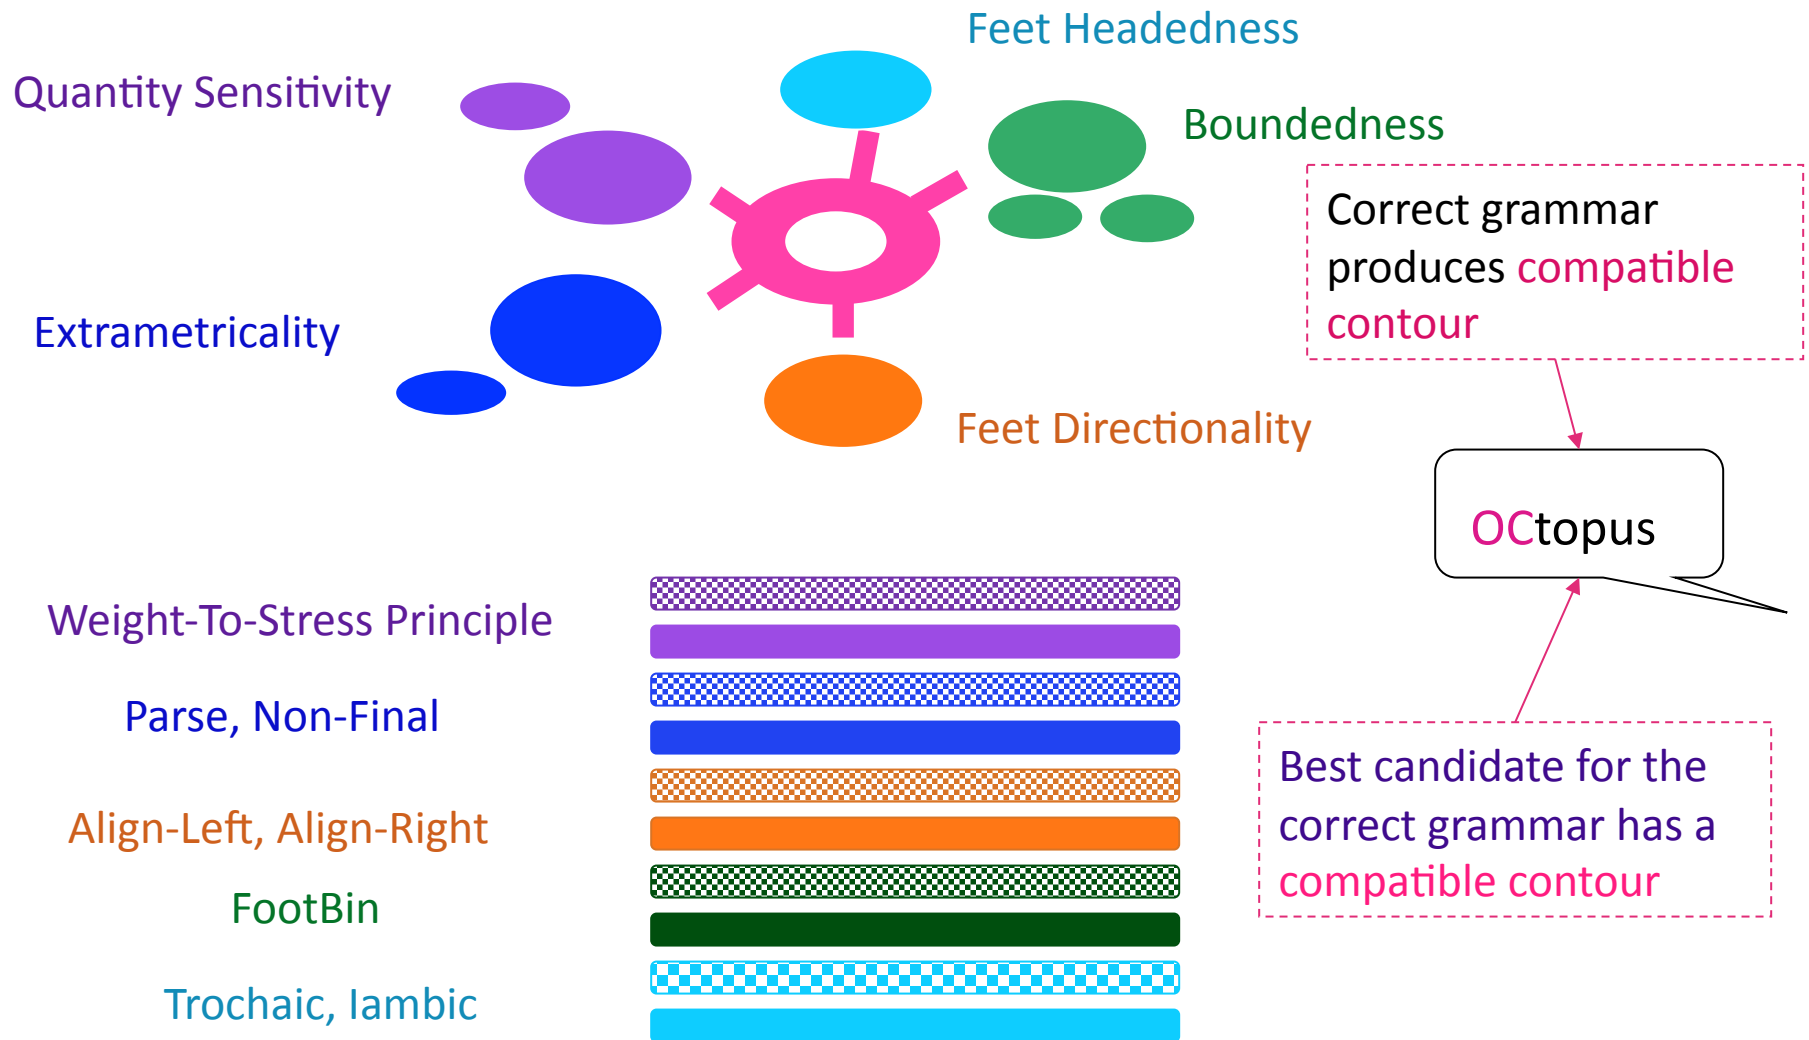 Feet Headedness
Quantity Sensitivity
Boundedness
Correct grammar
produces compatible
contour
Extrametricality
Feet Directionality
OCtopus
Weight-To-Stress Principle
Parse, Non-Final
Best candidate for the
correct grammar has a
compatible contour
Align-Left, Align-Right
FootBin
Trochaic, Iambic